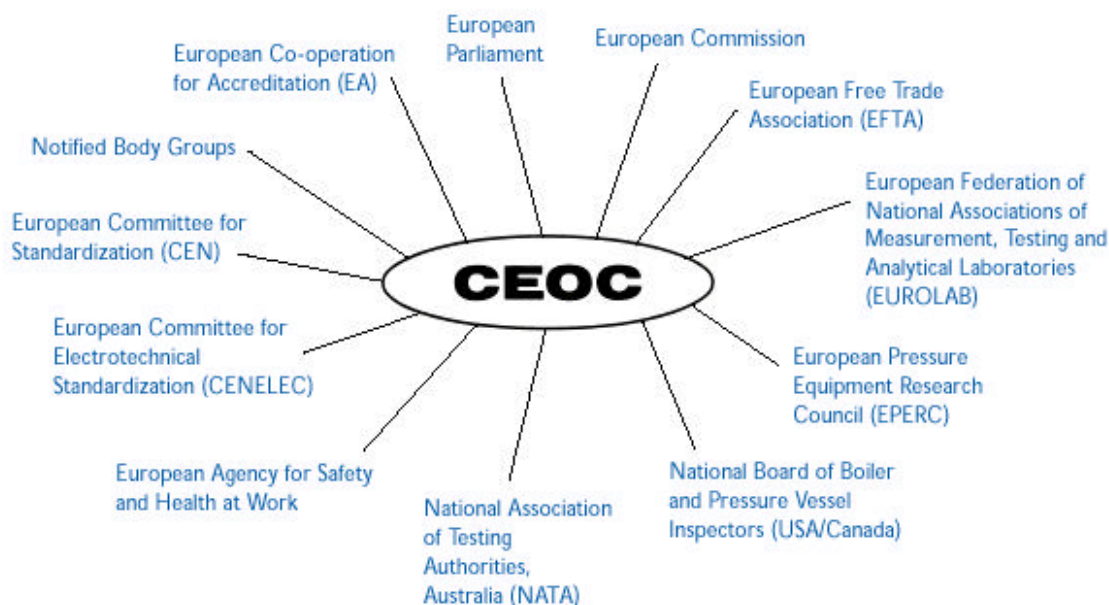 European
Parliament
European Commission
European Co-operation
for Accreditation (EA)
European Free Trade
Association (EFTA)
Notified Body Groups
European Federation of
National Associations of
Measurement, Testing and
Analytical Laboratories
(EUROLAB)
European Committee for
Standardization (CEN)
CEOC
European Committee for
Electrotechnical
Standardization (CENELEC)
European Pressure
Equipment Research
Council (EPERC)
European Agency for Safety
and Health at Work
National Association
of Testing
Authorities,
Australia (NATA)
National Board of Boiler
and Pressure Vessel
Inspectors (USA/Canada)